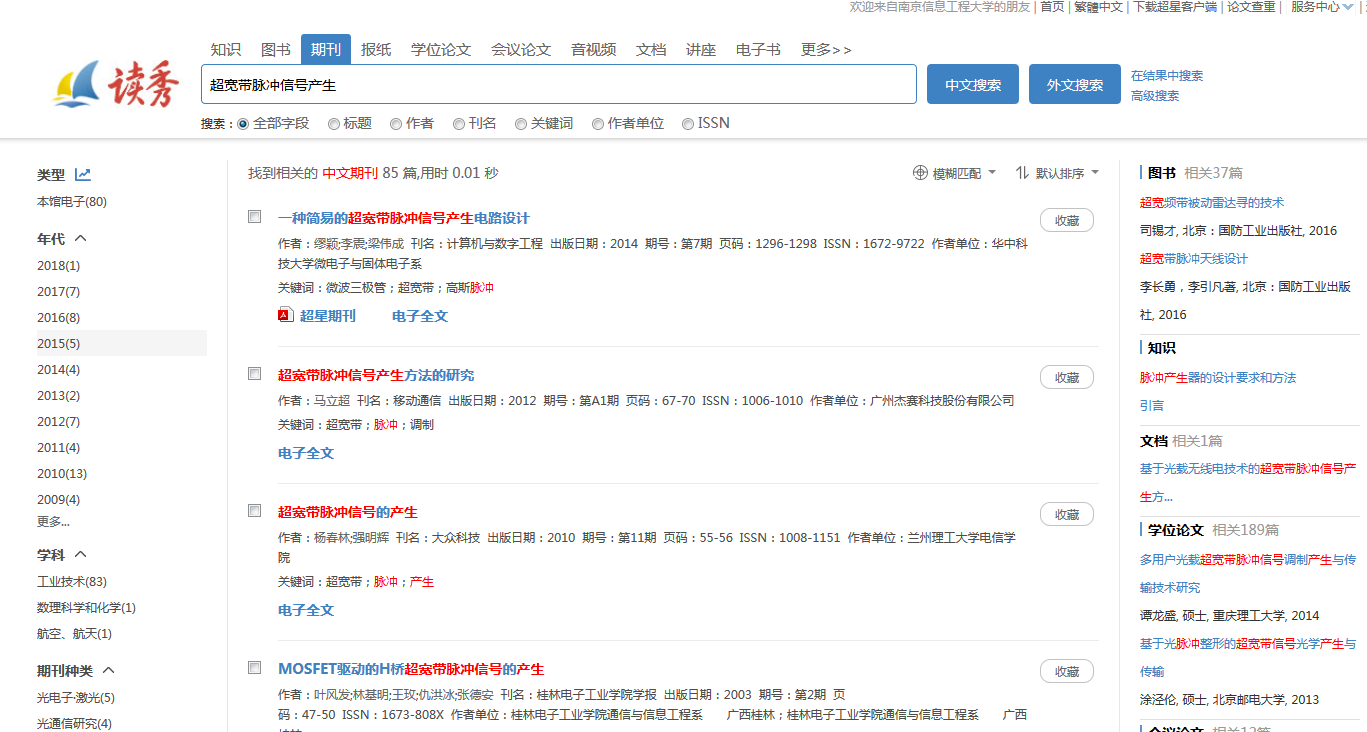 欢迎来自南京信息工程大学的朋友 | 首页 | 繁體中文 | 下载超星客户端 | 论文查重 | 服务中心
知识 图书 期刊 报纸 学位论文 会议论文 音视频 文档 讲座 电子书 更多>>
读秀
超宽带脉冲信号产生
中文搜索
外文搜索
在结果中搜索
高级搜索
搜索：全部字段 标题 作者 刊名 关键词 作者单位 ISSN
类型
本馆电子(80)
年代
2018(1)
2017(7)
2016(8)
2015(5)
2014(4)
2013(2)
2012(7)
2011(4)
2010(13)
2009(4)
更多...
学科
工业技术(83)
数理科学和化学(1)
航空、航天(1)
期刊种类
光电子·激光(5)
光通信研究(4)
找到相关的 中文期刊 85 篇,用时 0.01 秒
模糊匹配
默认排序
一种简易的超宽带脉冲信号产生电路设计
收藏
作者：缪颖;李震;梁伟成 刊名：计算机与数字工程 出版日期：2014 期号：第7期 页码：1296-1298 ISSN：1672-9722 作者单位：华中科
技大学微电子与固体电子系
关键词：微波三极管；超宽带；高斯脉冲
超星期刊 电子全文
超宽带脉冲信号产生方法的研究
收藏
作者：马立超 刊名：移动通信 出版日期：2012 期号：第A1期 页码：67-70 ISSN：1006-1010 作者单位：广州杰赛科技股份有限公司
关键词：超宽带；脉冲；调制
电子全文
超宽带脉冲信号的产生
收藏
作者：杨春林;强明辉 刊名：大众科技 出版日期：2010 期号：第11期 页码：55-56 ISSN：1008-1151 作者单位：兰州理工大学电信学
院
关键词：超宽带；脉冲；产生
电子全文
MOSFET驱动的H桥超宽带脉冲信号的产生
收藏
作者：叶风发;林基明;王玫;仇洪冰;张德安 刊名：桂林电子工业学院学报 出版日期：2003 期号：第2期 页
码：47-50 ISSN：1673-808X 作者单位：桂林电子工业学院通信与信息工程系 广西桂林；桂林电子工业学院通信与信息工程系 广西
图书 相关37篇
超宽频带被动雷达寻的技术
司锡才, 北京：国防工业出版社, 2016
超宽带脉冲天线设计
李长勇，李引凡著, 北京：国防工业出版
社, 2016
知识
脉冲产生器的设计要求和方法
引言
文档 相关1篇
基于光载无线电技术的超宽带脉冲信号产
生方...
学位论文 相关189篇
多用户光载超宽带脉冲信号调制产生与传
输技术研究
谭龙盛, 硕士, 重庆理工大学, 2014
基于光脉冲整形的超宽带信号光学产生与
传输
涂泾伦, 硕士, 北京邮电大学, 2013
会议论文 相关12篇